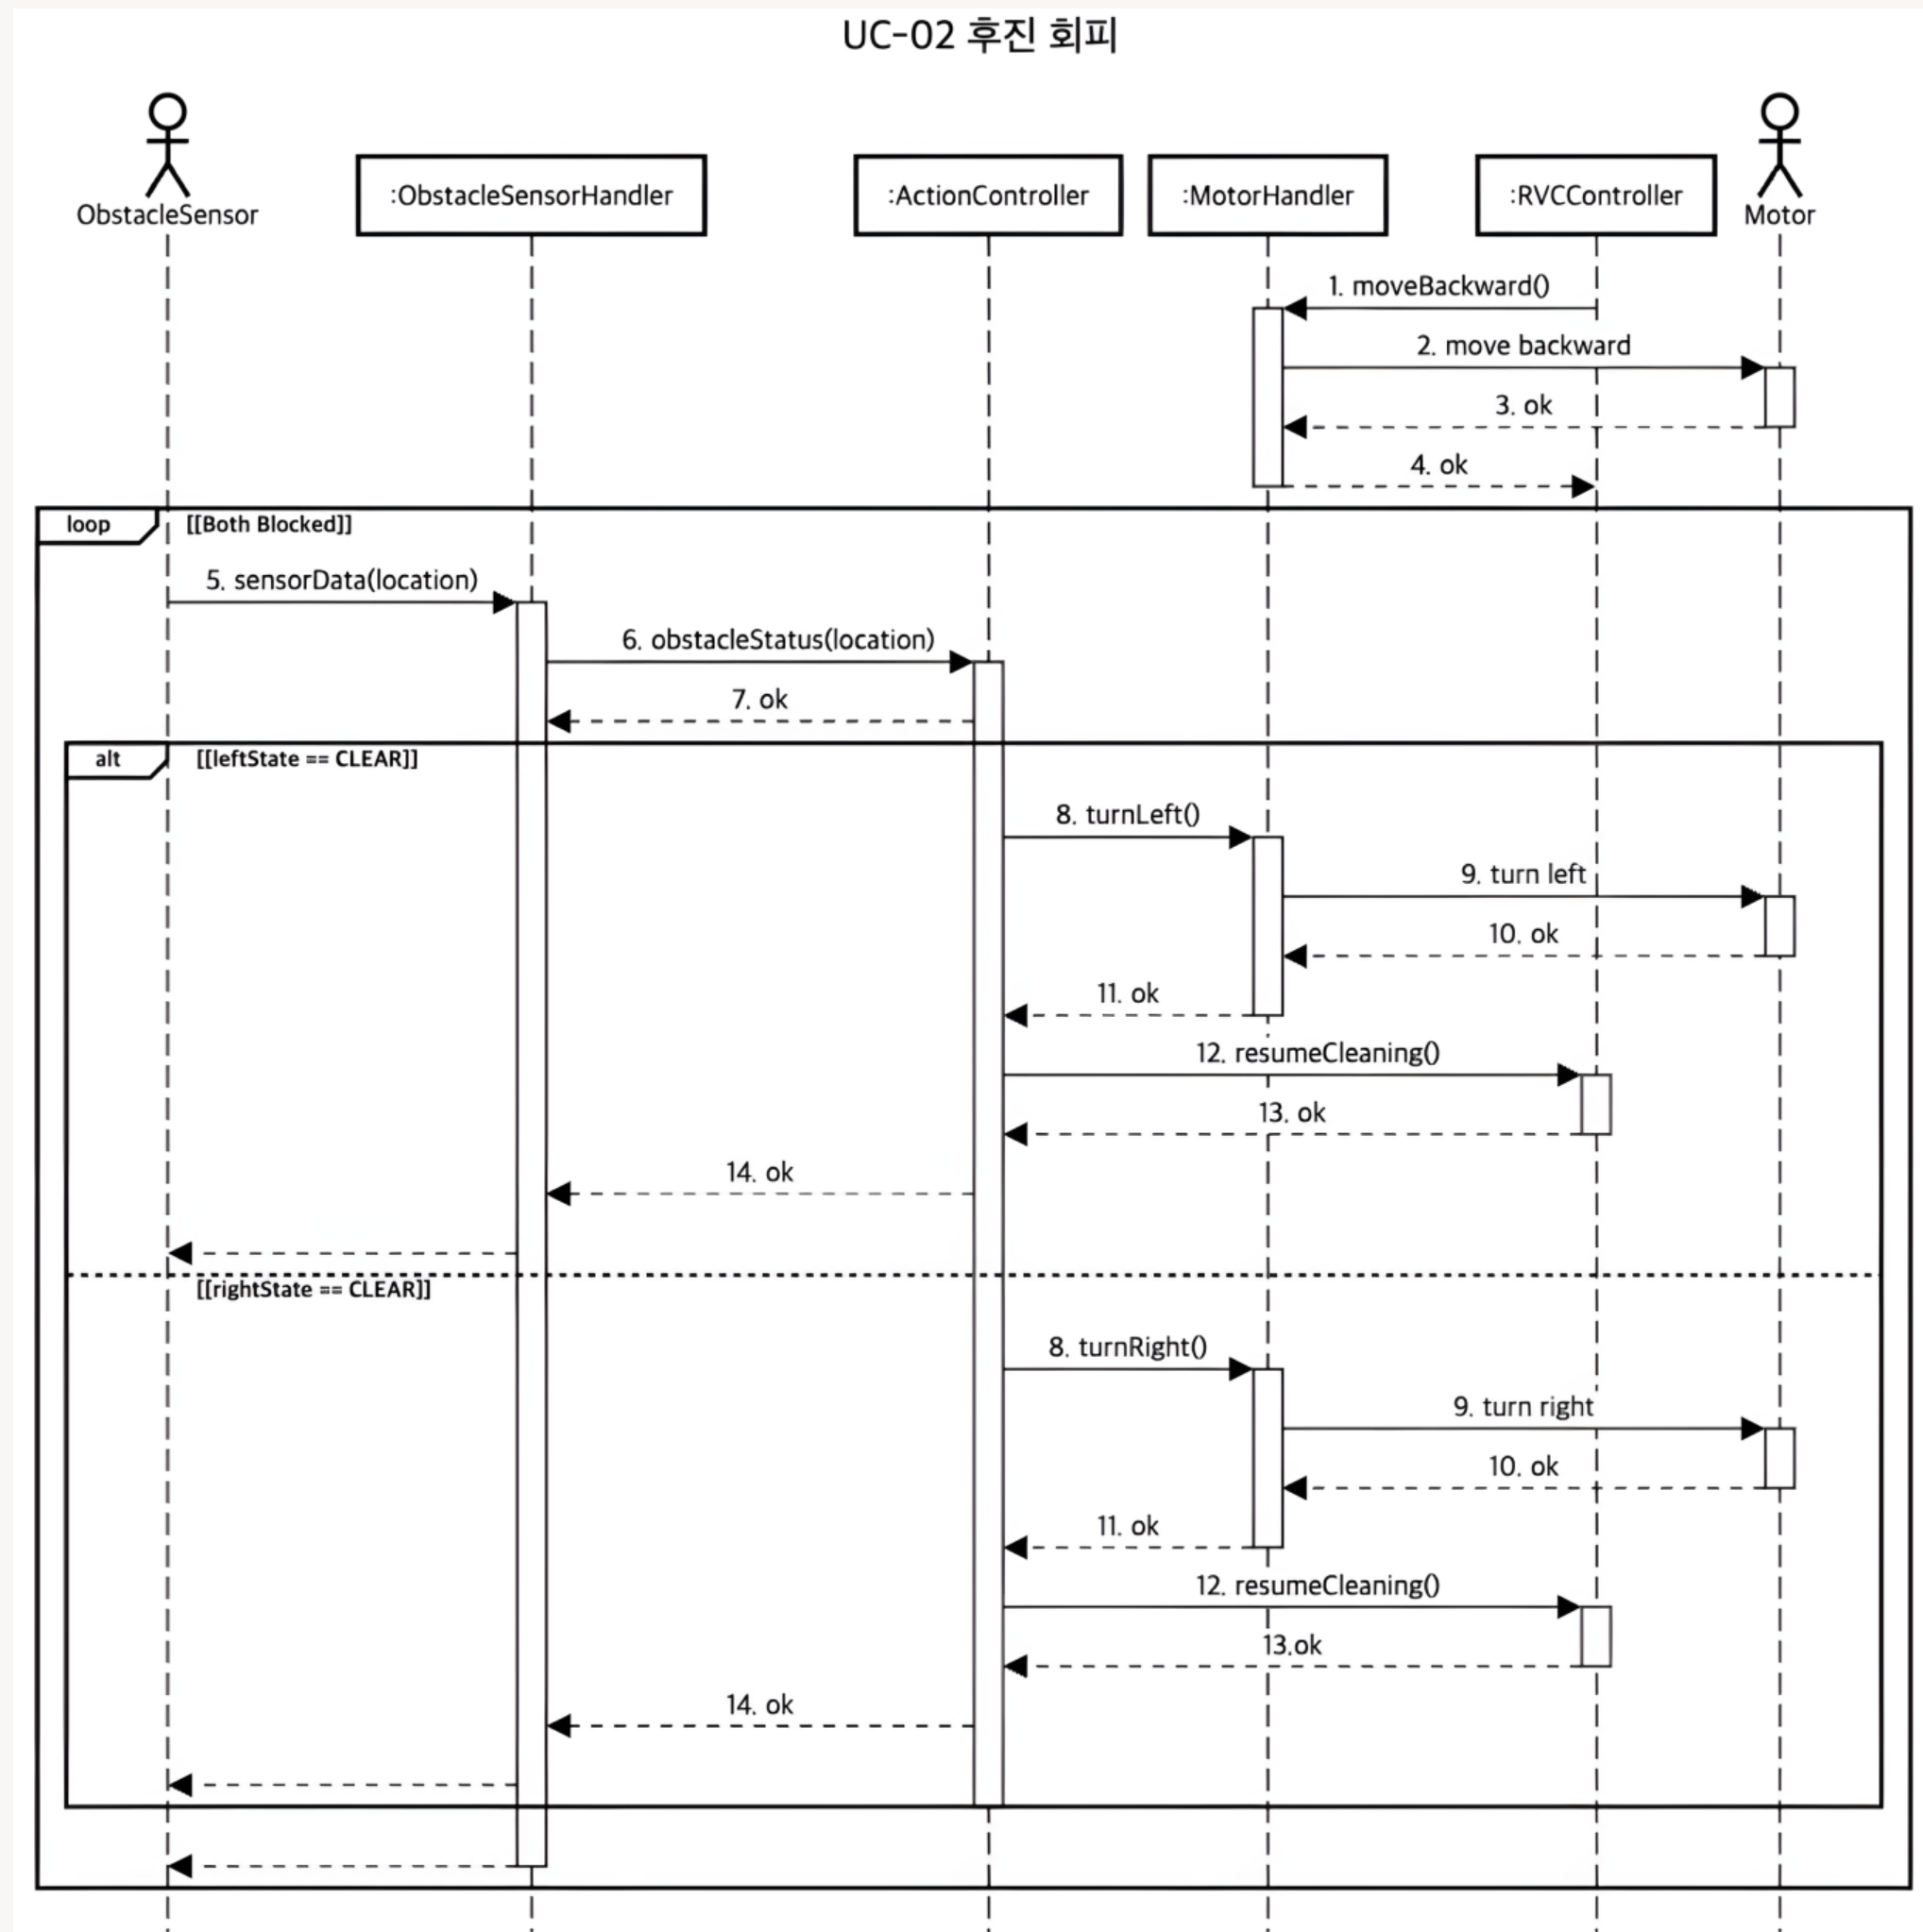 UC-02 후진 회피
ObstacleSensor
:ObstacleSensorHandler
:ActionController
:MotorHandler
:RVCController
Motor
1. moveBackward()
2. move backward
3. ok
4. ok
loop
[[Both Blocked]]
5. sensorData(location)
6. obstacleStatus(location)
7. ok
alt
[[leftState == CLEAR]]
8. turnLeft()
9. turn left
10. ok
11. ok
12. resumeCleaning()
13. ok
14. ok
[[rightState == CLEAR]]
8. turnRight()
9. turn right
10. ok
11. ok
12. resumeCleaning()
13.ok
14. ok